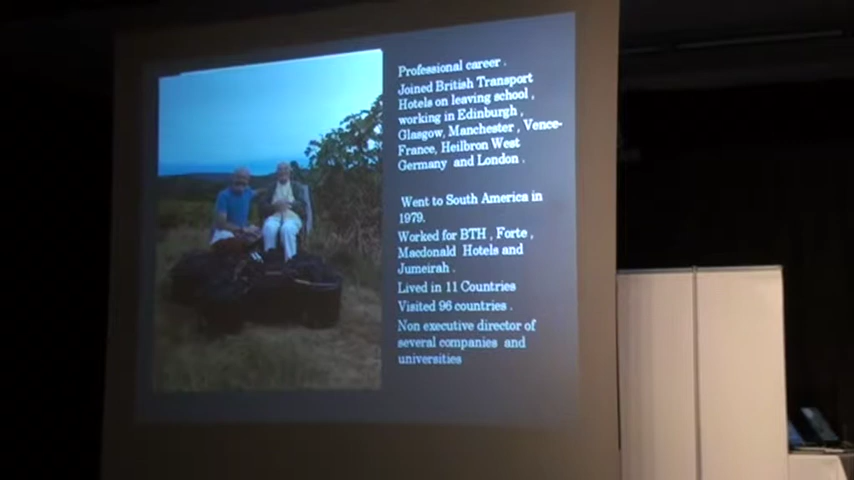 Professional career .
Joined British Transport
Hotels on leaving school ,
working in Edinburgh ,
Glasgow, Manchester , Vence-
France, Heilbron West
Germany and London .
Went to South America in
1979.
Worked for BTH , Forte ,
Macdonald Hotels and
Jumeirah .
Lived in 11 Countries
Visited 96 countries .
Non executive director of
several companies and
universities